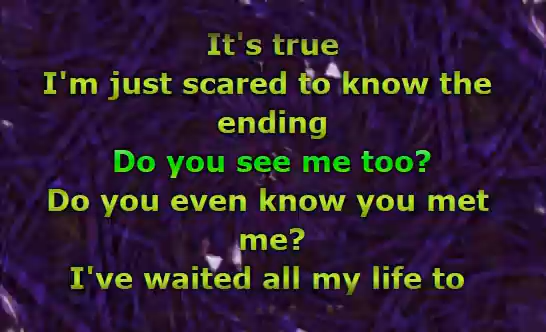 It's true
I'm just scared to know the
ending
Do you see me too?
Do you even know you met
me?
I've waited all my life to